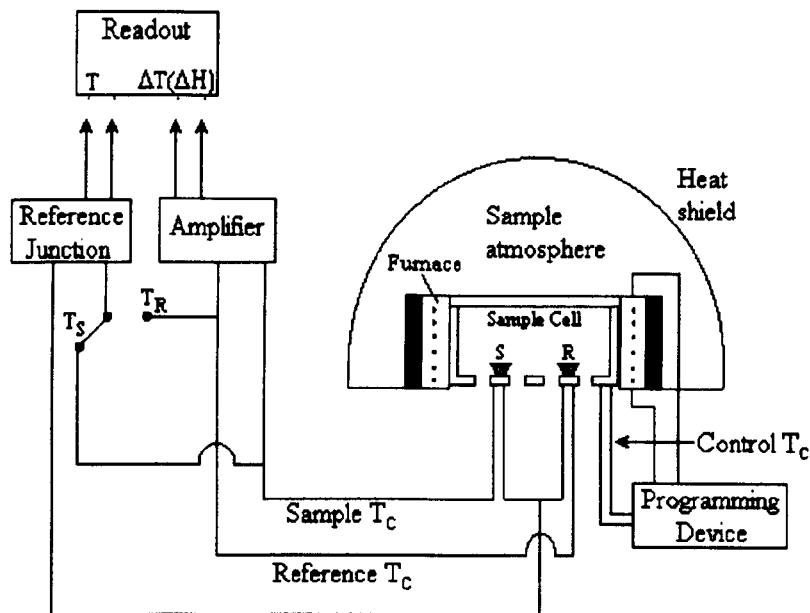 Readout
T ΔT(ΔH)
Reference
Junction
Amplifier
T_S
T_R
Heat
shield
Sample
atmosphere
Furnace
Sample Cell
S R
Control T_C
Programming
Device
Sample T_C
Reference T_C